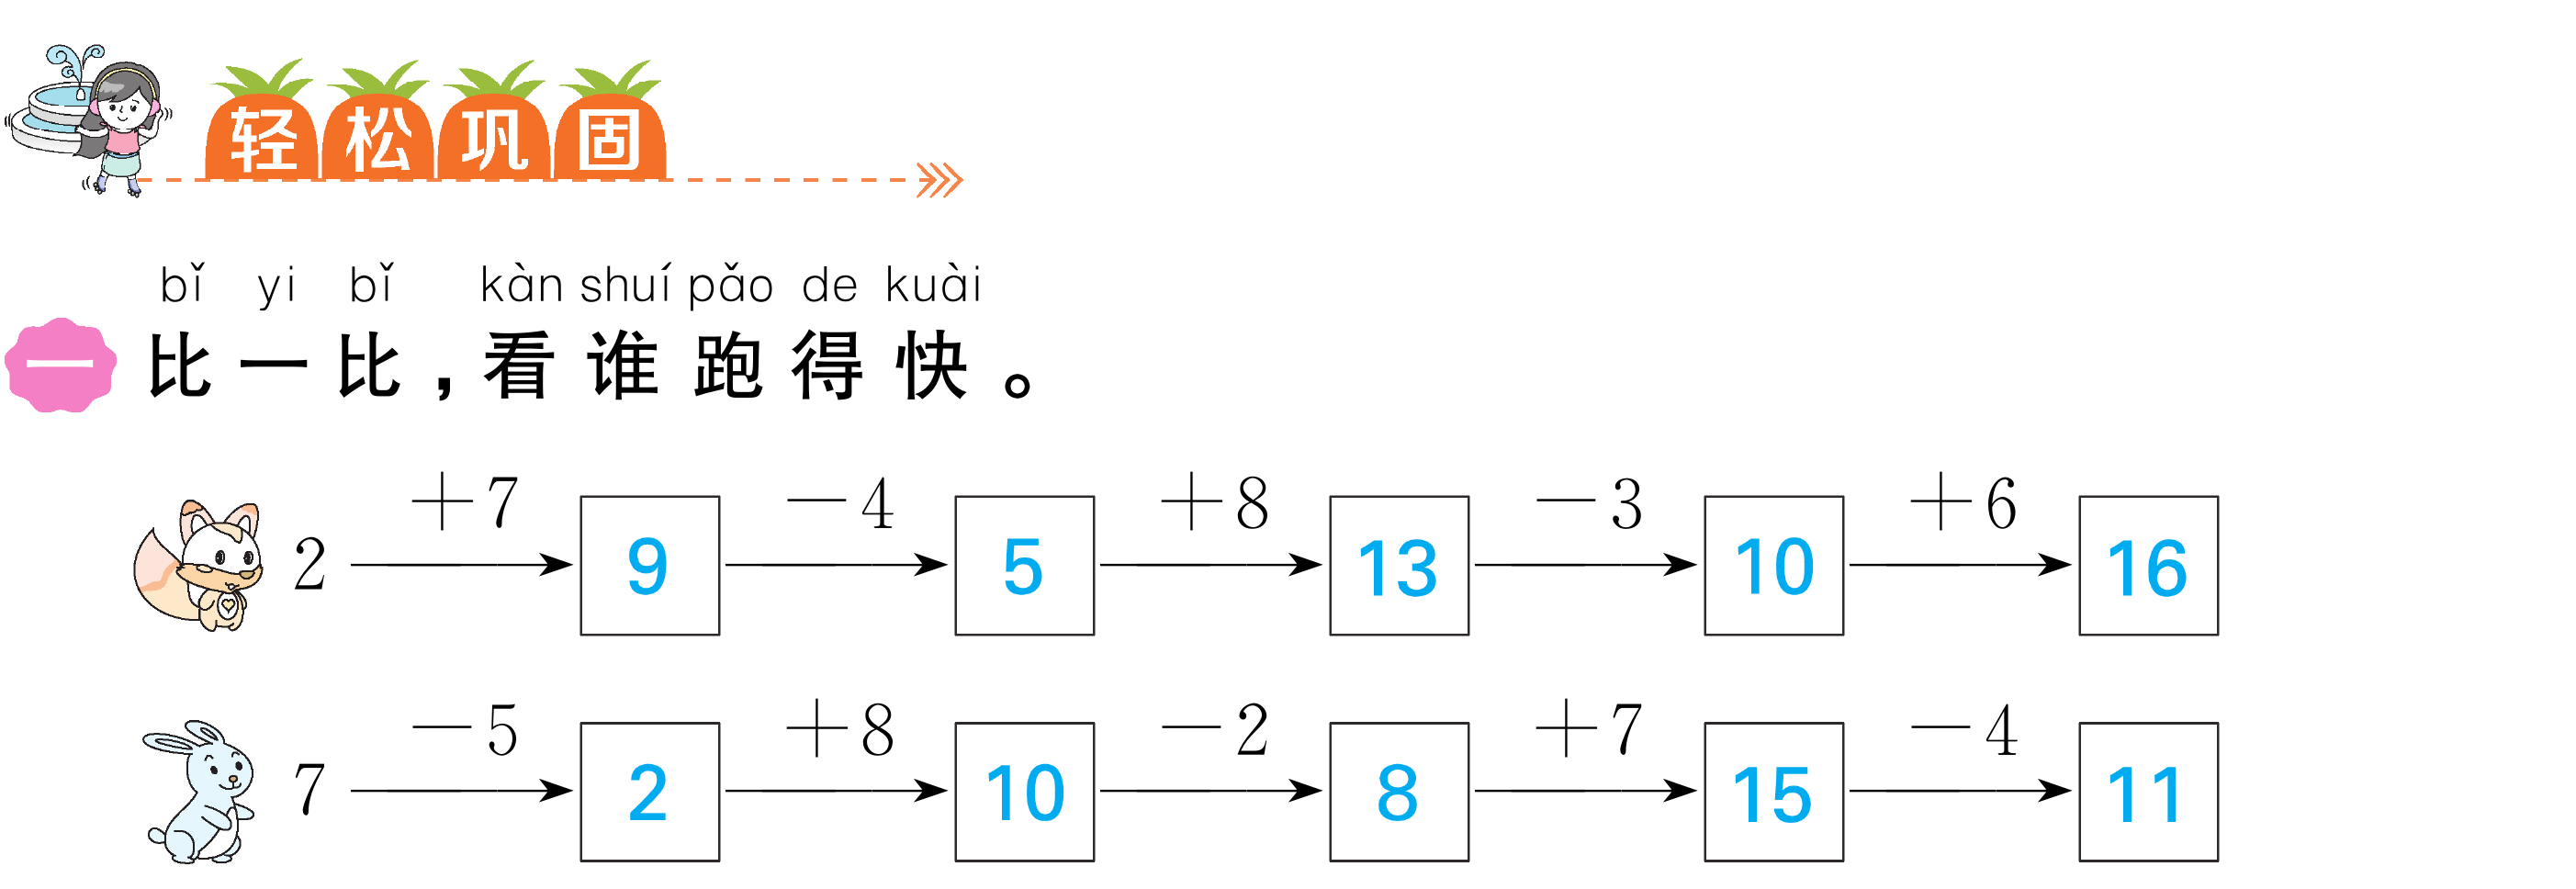 轻松巩固
bǐ yi bǐ kàn shuí pǎo de kuài
一 比一比,看谁跑得快。
+7 -4 +8 -3 +6
2 9 5 13 10 16
-5 +8 -2 +7 -4
7 2 10 8 15 11